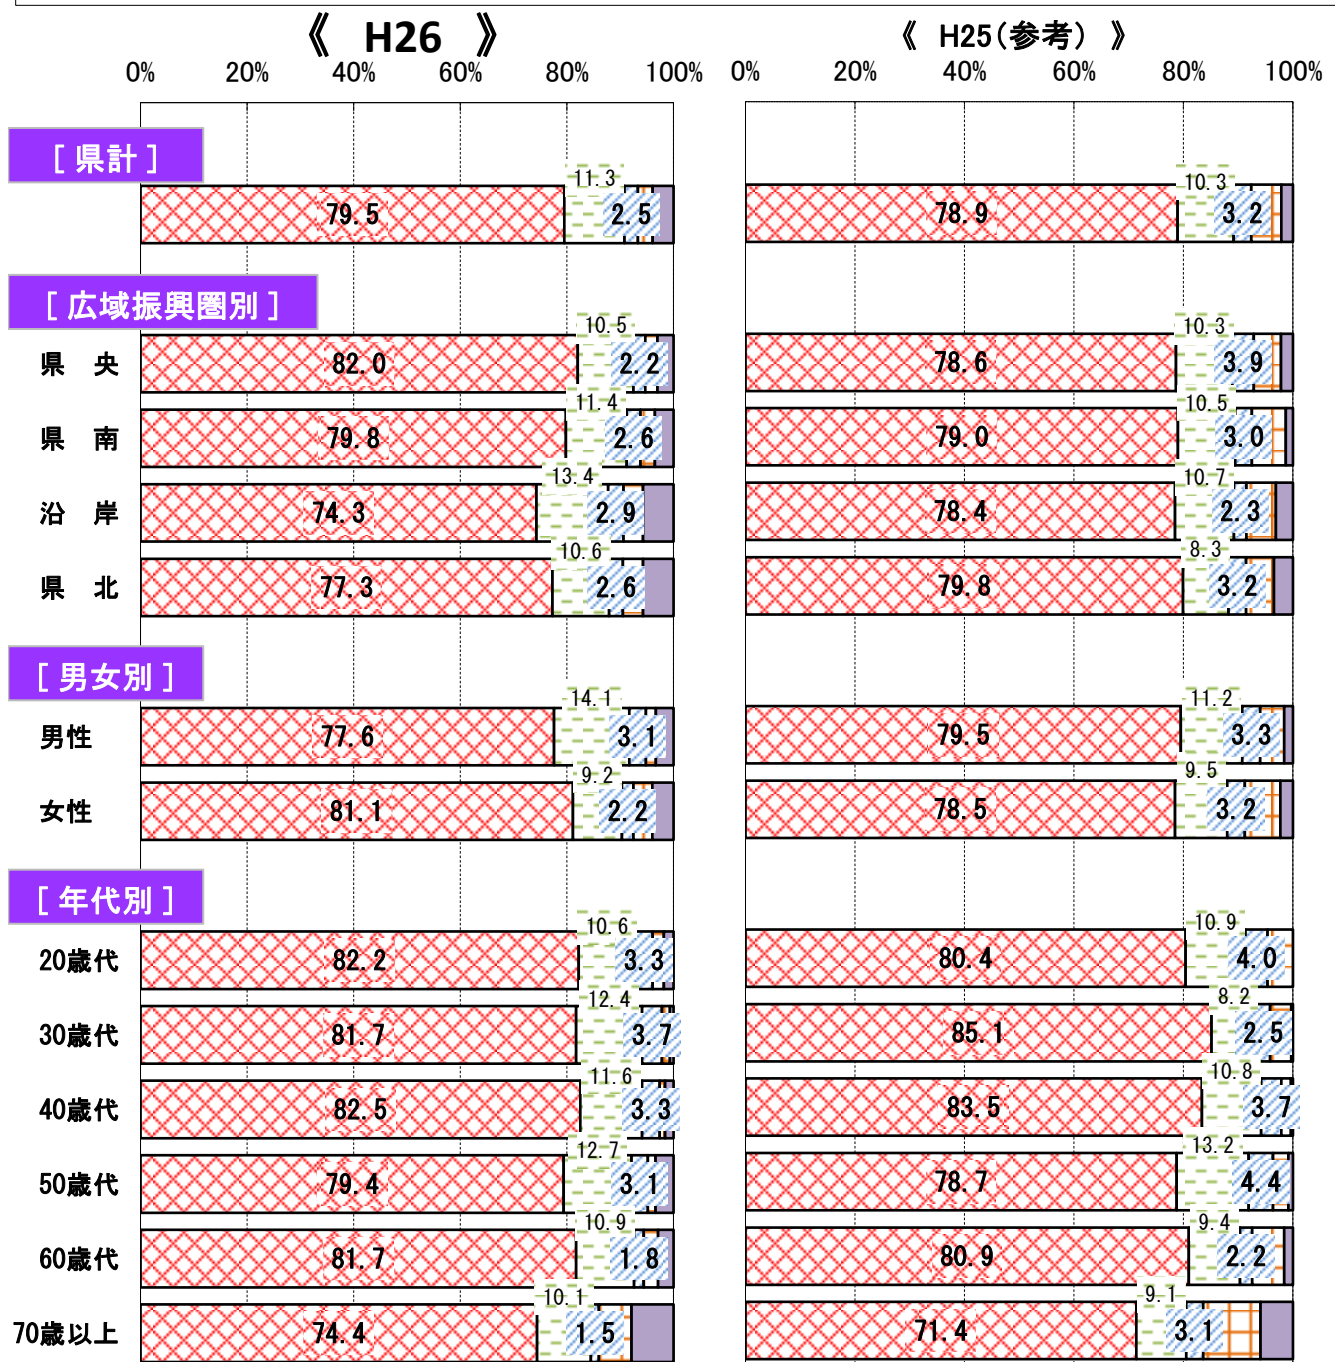 《 H26 》
《 H25(参考) 》
0% 20% 40% 60% 80% 100%
0% 20% 40% 60% 80% 100%
[ 県計 ]
79.5 11.3 2.5
78.9 10.3 3.2
[ 広域振興圏別 ]
県 央 82.0 10.5 2.2
78.6 10.3 3.9
県 南 79.8 11.4 2.6
79.0 10.5 3.0
沿 岸 74.3 13.4 2.9
78.4 10.7 2.3
県 北 77.3 10.6 2.6
79.8 8.3 3.2
[ 男女別 ]
男性 77.6 14.1 3.1
79.5 11.2 3.3
女性 81.1 9.2 2.2
78.5 9.5 3.2
[ 年代別 ]
20歳代 82.2 10.6 3.3
80.4 10.9 4.0
30歳代 81.7 12.4 3.7
85.1 8.2 2.5
40歳代 82.5 11.6 3.3
83.5 10.8 3.7
50歳代 79.4 12.7 3.1
78.7 13.2 4.4
60歳代 81.7 10.9 1.8
80.9 9.4 2.2
70歳以上 74.4 10.1 1.5
71.4 9.1 3.1